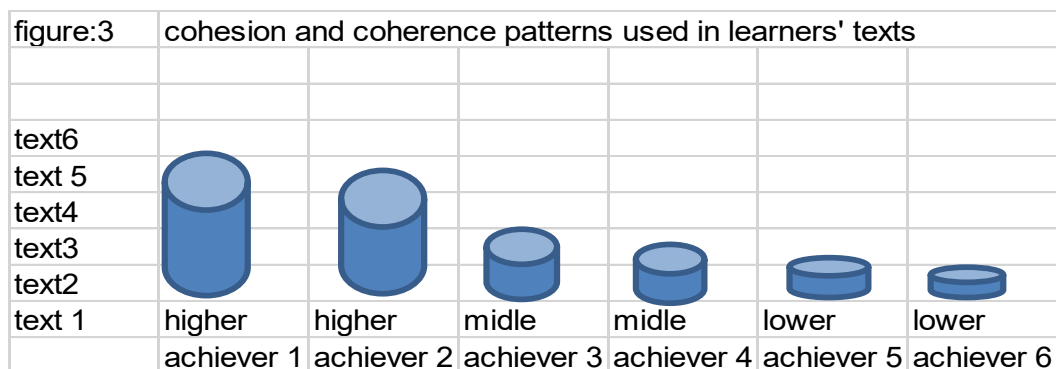 figure:3 cohesion and coherence patterns used in learners' texts
text6
text 5
text4
text3
text2
text 1 higher higher midle midle lower lower
achiever 1 achiever 2 achiever 3 achiever 4 achiever 5 achiever 6